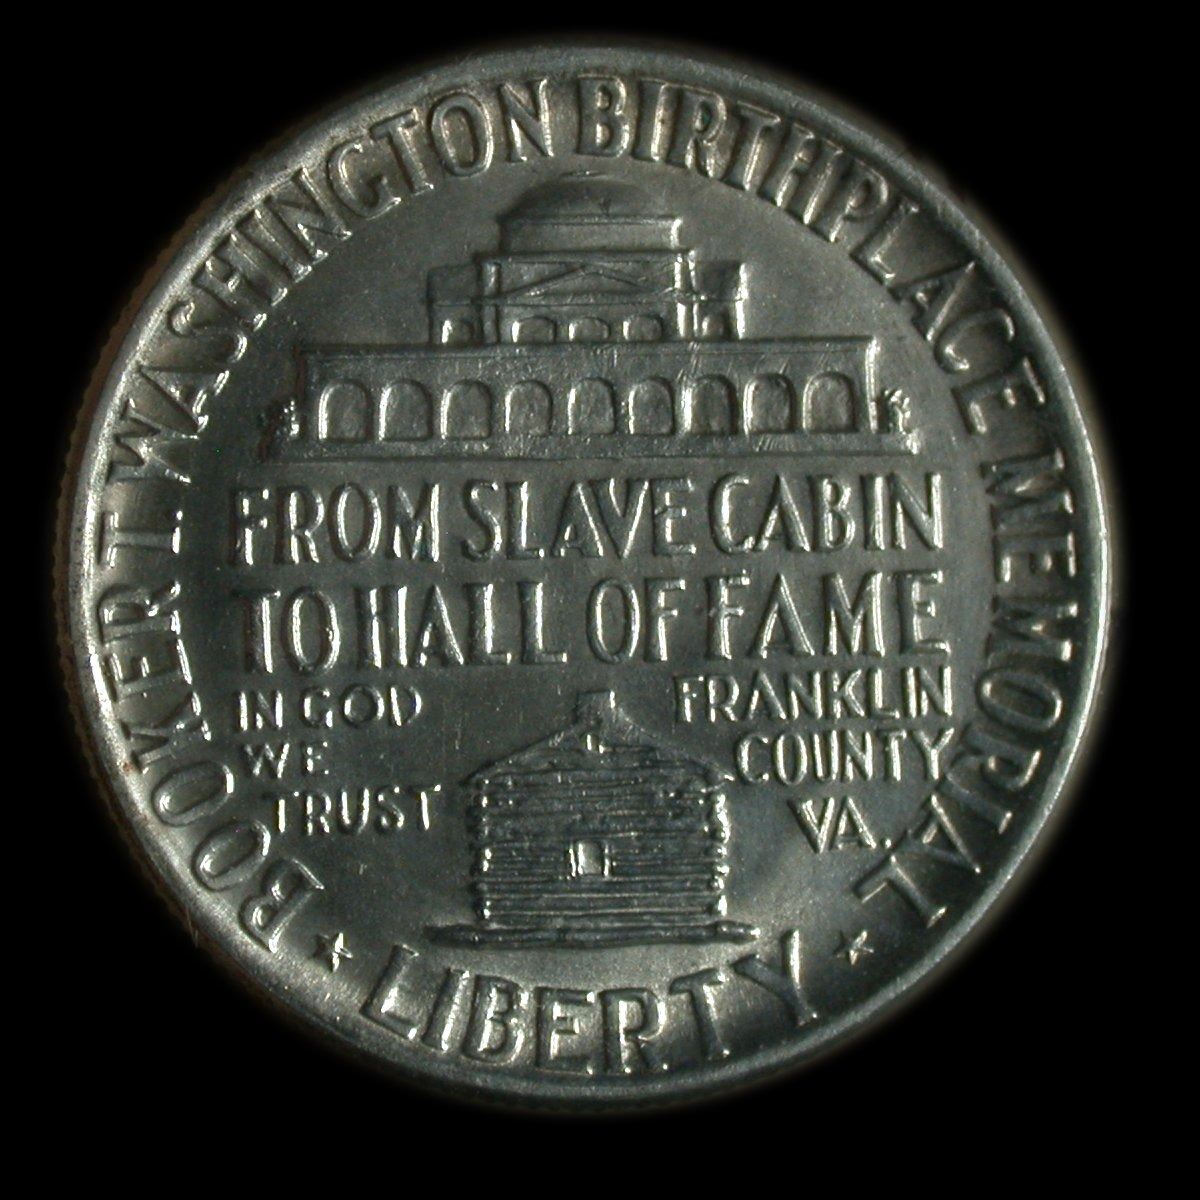 BOOKER T. WASHINGTON BIRTHPLACE MEMORIAL
FROM SLAVE CABIN
TO HALL OF FAME
IN GOD
WE
TRUST
FRANKLIN
COUNTY
VA.
LIBERTY